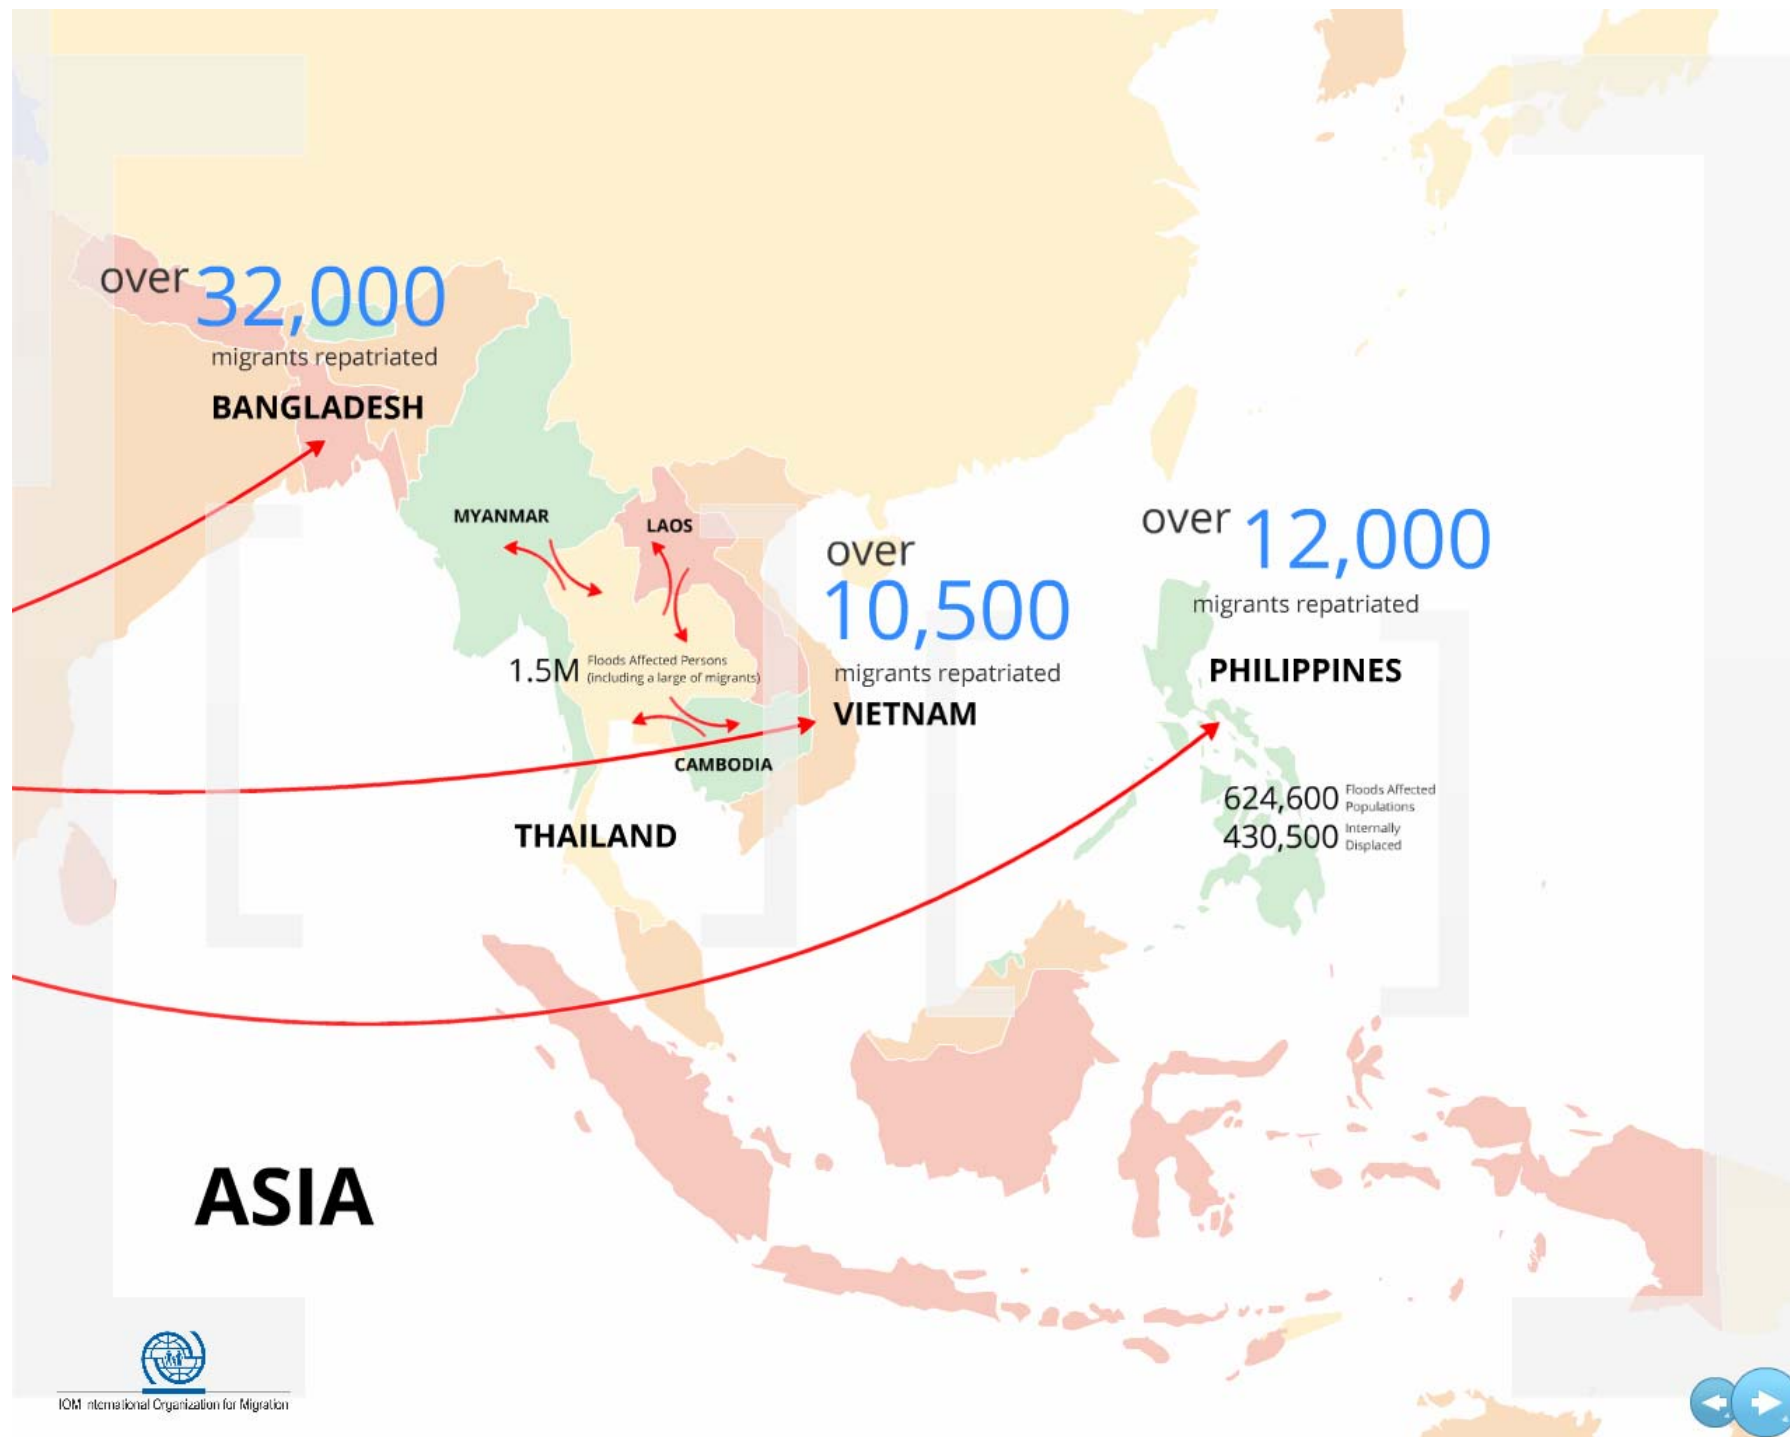 over 32,000
migrants repatriated
BANGLADESH
MYANMAR
LAOS
over
10,500
migrants repatriated
VIETNAM
over 12,000
migrants repatriated
PHILIPPINES
1.5M Floods Affected Persons
(including a large of migrants)
CAMBODIA
THAILAND
624,600 Floods Affected
Populations
430,500 Internally
Displaced
ASIA
IOM nternational Organization for Migration